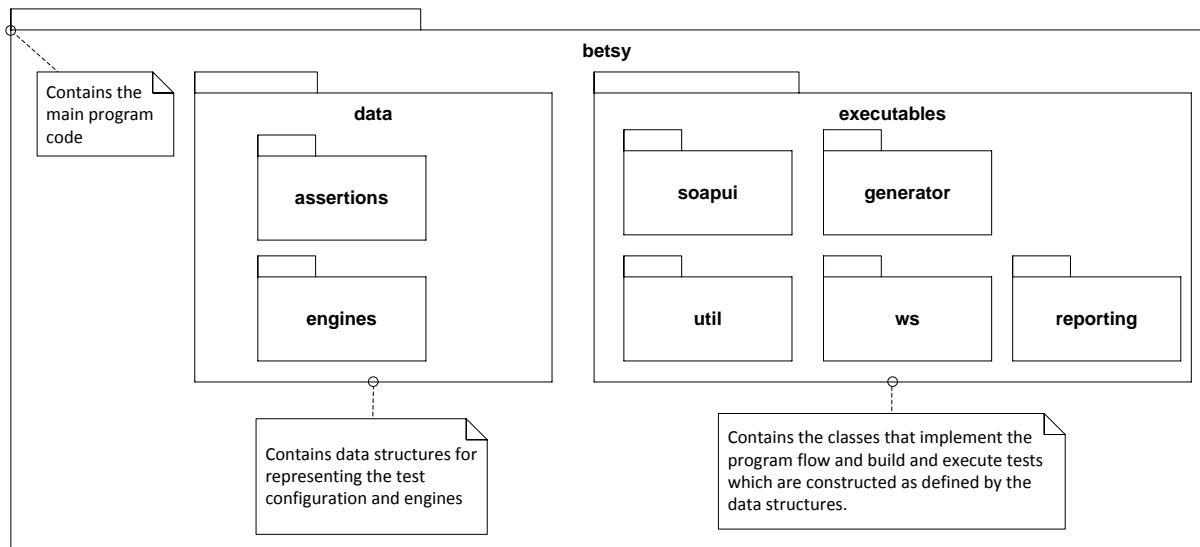 betsy
Contains the
main program
code
data
executables
assertions
soapui
generator
engines
util
ws
reporting
Contains data structures for
representing the test
configuration and engines
Contains the classes that implement the
program flow and build and execute tests
which are constructed as defined by the
data structures.